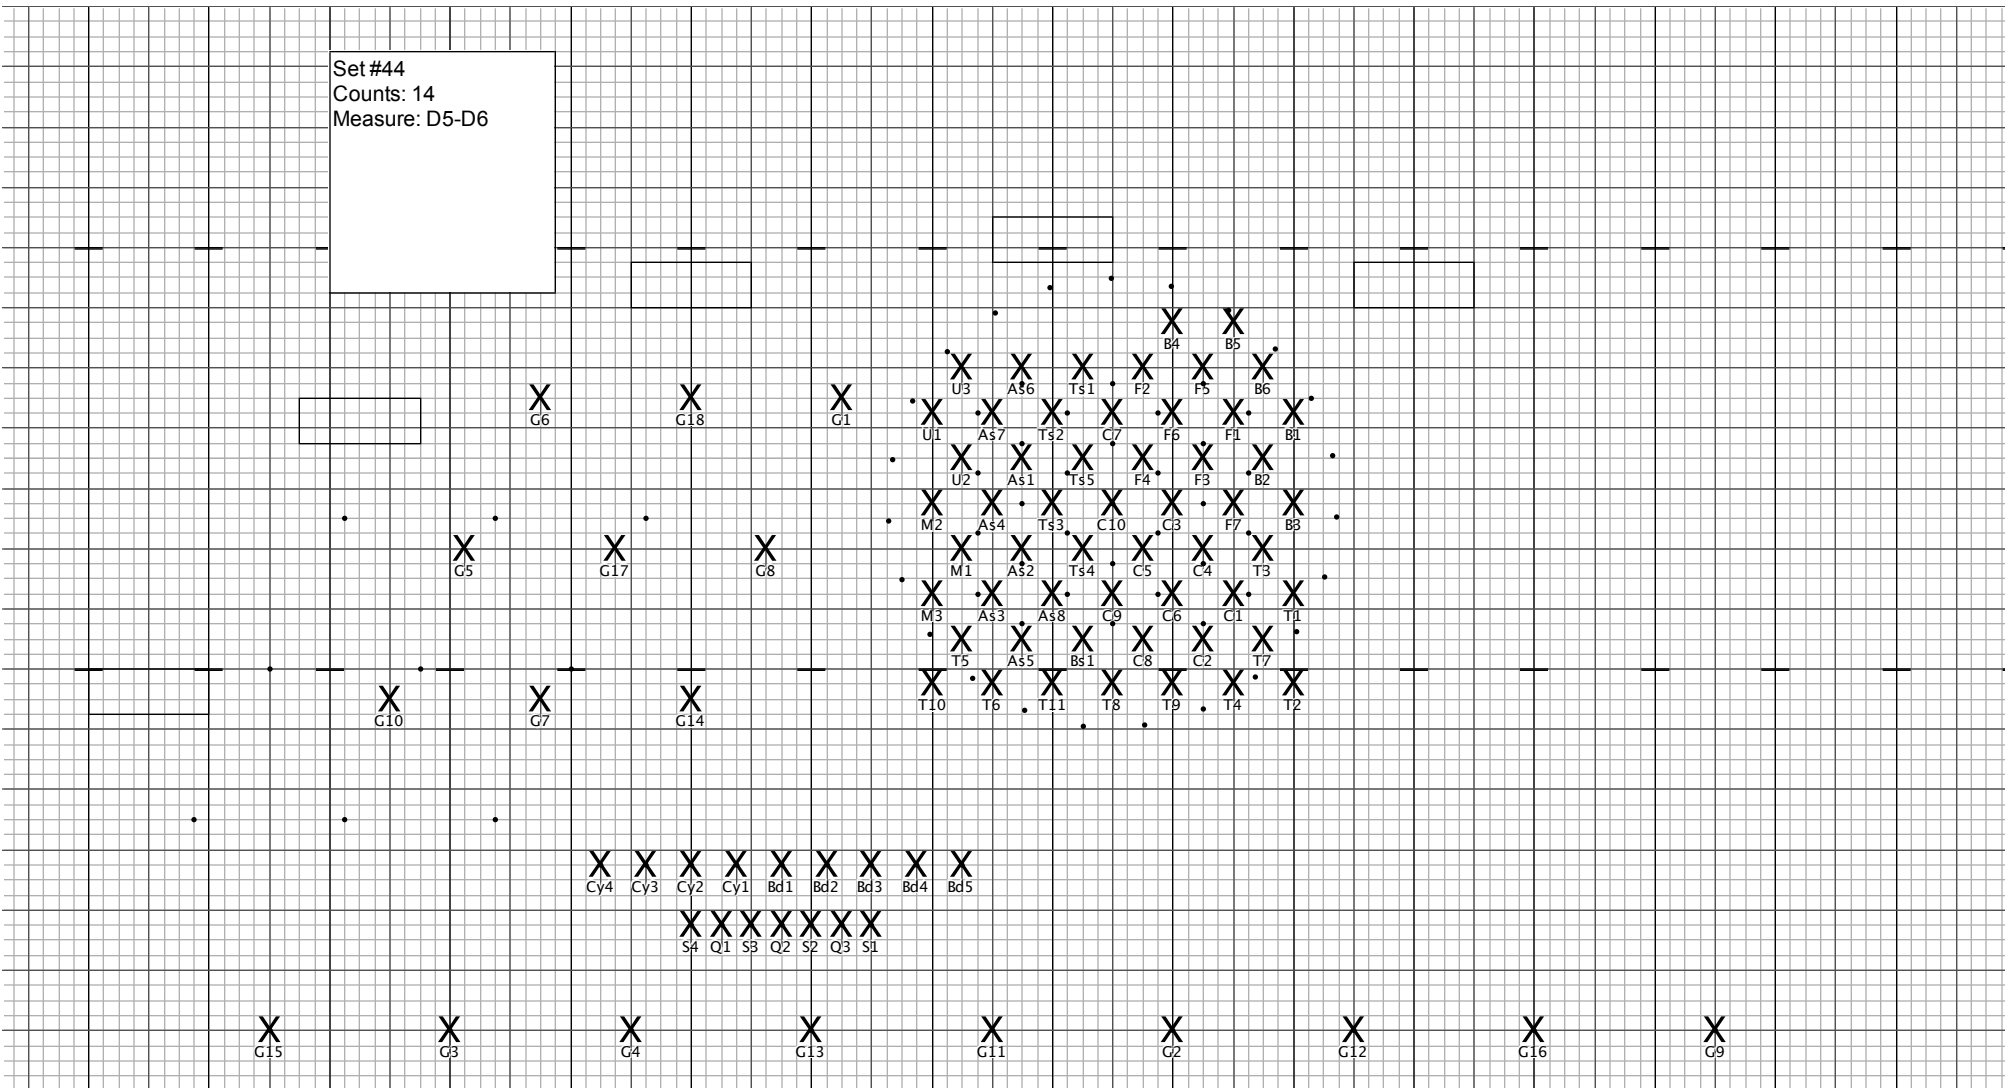 Set #44
Counts: 14
Measure: D5-D6
B4 B5
U3 As6 Ts1 F2 F5 B6
G6 G18 G1
U1 As7 Ts2 C7 F6 F1 B1
U2 As1 Ts5 F4 F3 B2
M2 As4 Ts3 C10 C3 F7 B3
G5 G17 G8 M1 As2 Ts4 C5 C4 T3
M3 As3 As8 C9 C6 C1 T1
T5 As5 Bs1 C8 C2 T7
T10 T6 T11 T8 T9 T4 T2
G10 G7 G14
Cy4 Cy3 Cy2 Cy1 Bd1 Bd2 Bd3 Bd4 Bd5
S4 Q1 S3 Q2 S2 Q3 S1
G15 G3 G4 G13 G11 G2 G12 G16 G9